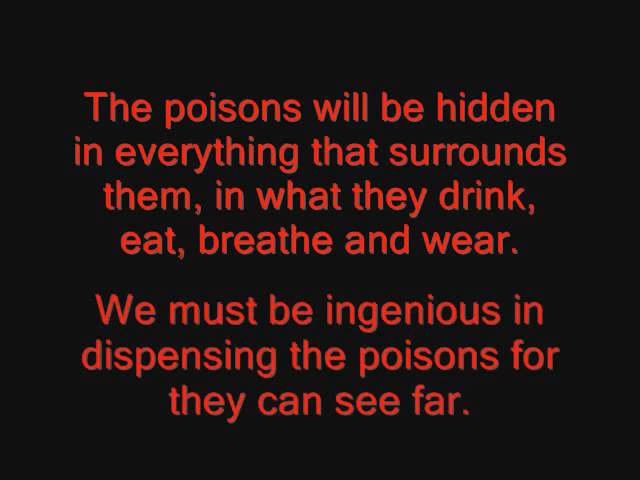 The poisons will be hidden
in everything that surrounds
them, in what they drink,
eat, breathe and wear.
We must be ingenious in
dispensing the poisons for
they can see far.